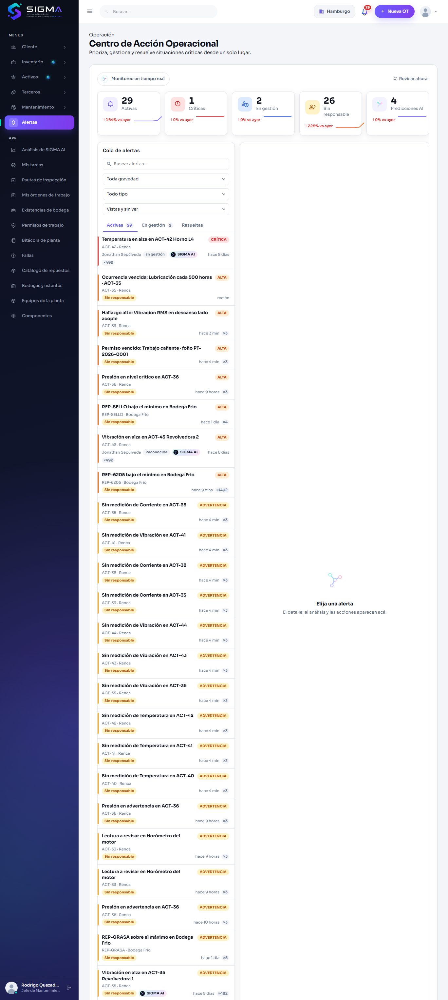 SIGMA
SISTEMA INTEGRADO DE
GESTIÓN DE MANTENIMIENTO INDUSTRIAL
Buscar...
Hamburgo
29
+ Nueva OT
MENUS
Cliente
Inventario
Activos
Terceros
Mantenimiento
Alertas
APP
Análisis de SIGMA AI
Mis tareas
Pautas de inspección
Mis órdenes de trabajo
Existencias de bodega
Permisos de trabajo
Bitácora de planta
Fallas
Catálogo de repuestos
Bodegas y estantes
Equipos de la planta
Componentes
Rodrigo Quezad...
Jefe de Mantenimie...
Operación
Centro de Acción Operacional
Prioriza, gestiona y resuelve situaciones críticas desde un solo lugar.
Monitoreo en tiempo real
Revisar ahora
29
Activas
↑ 164% vs ayer
1
Críticas
↑ 0% vs ayer
2
En gestión
↑ 0% vs ayer
26
Sin
responsable
↑ 225% vs ayer
4
Predicciones AI
↑ 0% vs ayer
Cola de alertas
Buscar alertas...
Toda gravedad
Todo tipo
Vistas y sin ver
Activas 29 En gestión 2 Resueltas
Temperatura en alza en ACT-42 Horno L4 CRÍTICA
ACT-42 · Renca
Jonathan Sepúlveda En gestión SIGMA AI hace 8 días
×492
Ocurrencia vencida: Lubricación cada 500 horas ALTA
· ACT-35
ACT-35 · Renca
Sin responsable recién
Hallazgo alto: Vibracion RMS en descanso lado ALTA
acople
ACT-33 · Renca
Sin responsable hace 3 min ×3
Permiso vencido: Trabajo caliente · folio PT- ALTA
2026-0001
Sin responsable hace 4 min ×3
Presión en nivel critico en ACT-36 ALTA
ACT-36 · Renca
Sin responsable hace 9 horas ×3
REP-SELLO bajo el mínimo en Bodega Frio ALTA
REP-SELLO · Bodega Frio
Sin responsable hace 1 día ×4
Vibración en alza en ACT-43 Revolvedora 2 ALTA
ACT-43 · Renca
Jonathan Sepúlveda Reconocida SIGMA AI hace 8 días
×492
REP-6205 bajo el mínimo en Bodega Frio ALTA
REP-6205 · Bodega Frio
Sin responsable hace 9 días ×1492
Sin medición de Corriente en ACT-35 ADVERTENCIA
ACT-35 · Renca
Sin responsable hace 4 min ×3
Sin medición de Vibración en ACT-41 ADVERTENCIA
ACT-41 · Renca
Sin responsable hace 4 min ×3
Sin medición de Corriente en ACT-38 ADVERTENCIA
ACT-38 · Renca
Sin responsable hace 4 min ×3
Sin medición de Corriente en ACT-33 ADVERTENCIA
ACT-33 · Renca
Sin responsable hace 4 min ×3
Sin medición de Vibración en ACT-44 ADVERTENCIA
ACT-44 · Renca
Sin responsable hace 4 min ×3
Sin medición de Vibración en ACT-43 ADVERTENCIA
ACT-43 · Renca
Sin responsable hace 4 min ×3
Sin medición de Vibración en ACT-35 ADVERTENCIA
ACT-35 · Renca
Sin responsable hace 4 min ×3
Sin medición de Temperatura en ACT-42 ADVERTENCIA
ACT-42 · Renca
Sin responsable hace 4 min ×3
Sin medición de Temperatura en ACT-41 ADVERTENCIA
ACT-41 · Renca
Sin responsable hace 4 min ×3
Sin medición de Temperatura en ACT-40 ADVERTENCIA
ACT-40 · Renca
Sin responsable hace 4 min ×3
Presión en advertencia en ACT-36 ADVERTENCIA
ACT-36 · Renca
Sin responsable hace 9 horas ×3
Lectura a revisar en Horómetro del ADVERTENCIA
motor
ACT-33 · Renca
Sin responsable hace 9 horas ×3
Lectura a revisar en Horómetro del ADVERTENCIA
motor
ACT-33 · Renca
Sin responsable hace 9 horas ×3
Presión en advertencia en ACT-36 ADVERTENCIA
ACT-36 · Renca
Sin responsable hace 10 horas ×3
REP-GRASA sobre el máximo en Bodega ADVERTENCIA
Frio
REP-GRASA · Bodega Frio
Sin responsable hace 1 día ×5
Vibración en alza en ACT-35 ADVERTENCIA
Revolvedora 1
ACT-35 · Renca
Sin responsable SIGMA AI hace 8 días ×492
Elija una alerta
El detalle, el análisis y las acciones aparecen acá.